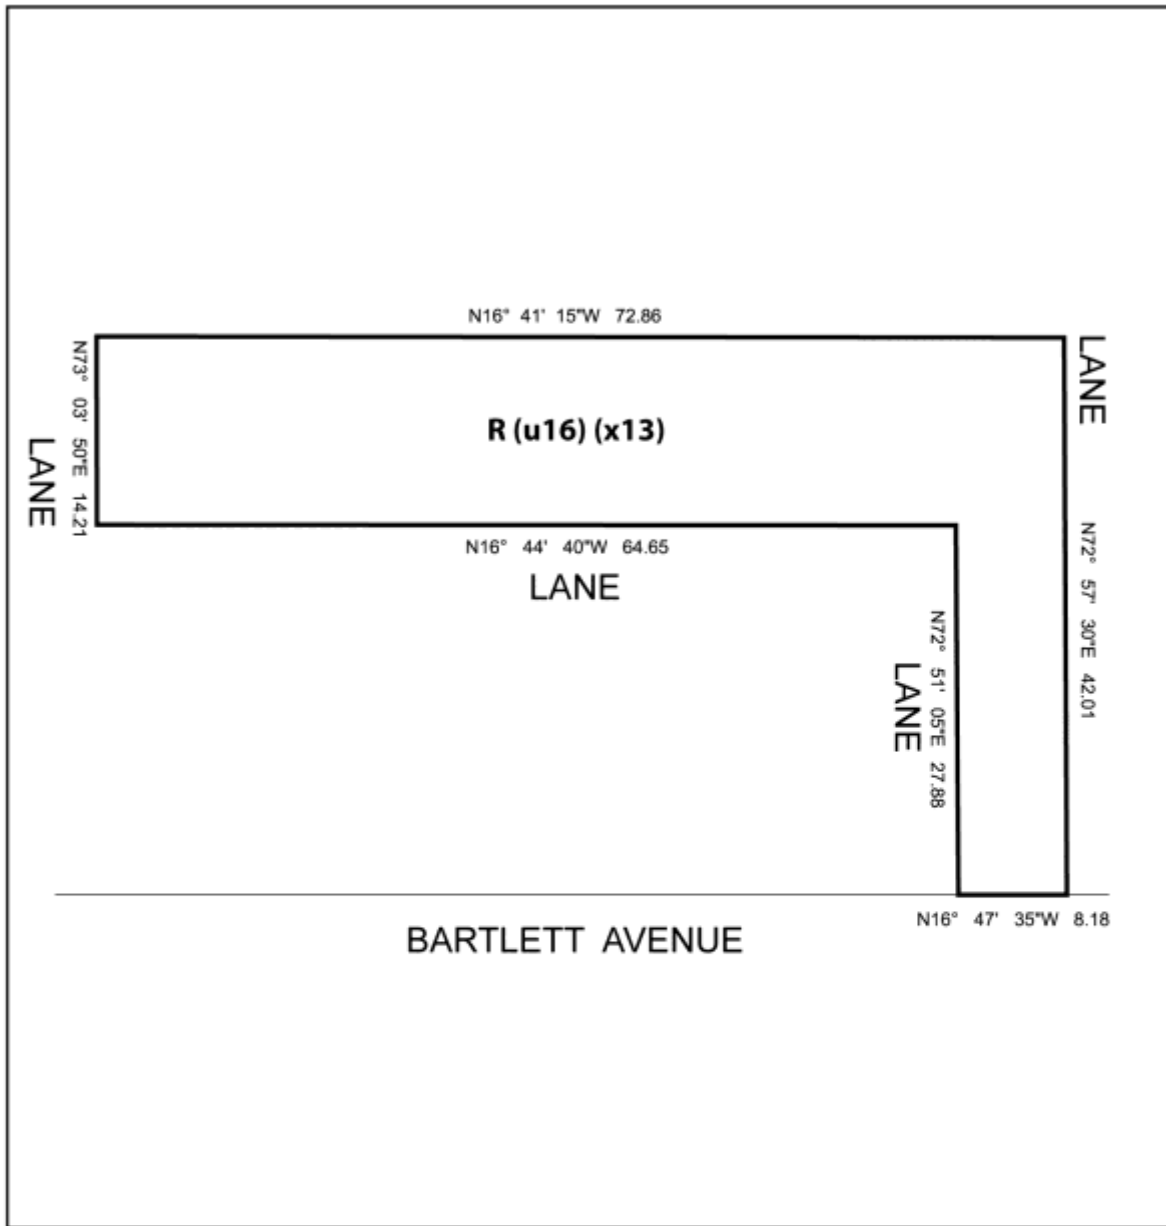 N16° 41' 15"W 72.86
LANE
N73° 03' 50"E 14.21
LANE
R (u16) (x13)
N16° 44' 40"W 64.65
LANE
N72° 57' 30"E 42.01
N72° 51' 05"E 27.88
LANE
N16° 47' 35"W 8.18
BARTLETT AVENUE